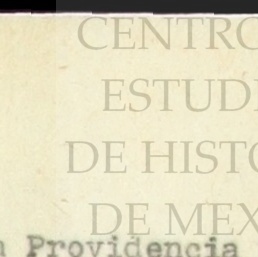 CENTRO
ESTUDI
DE HISTO
DE MEX
n Providencia